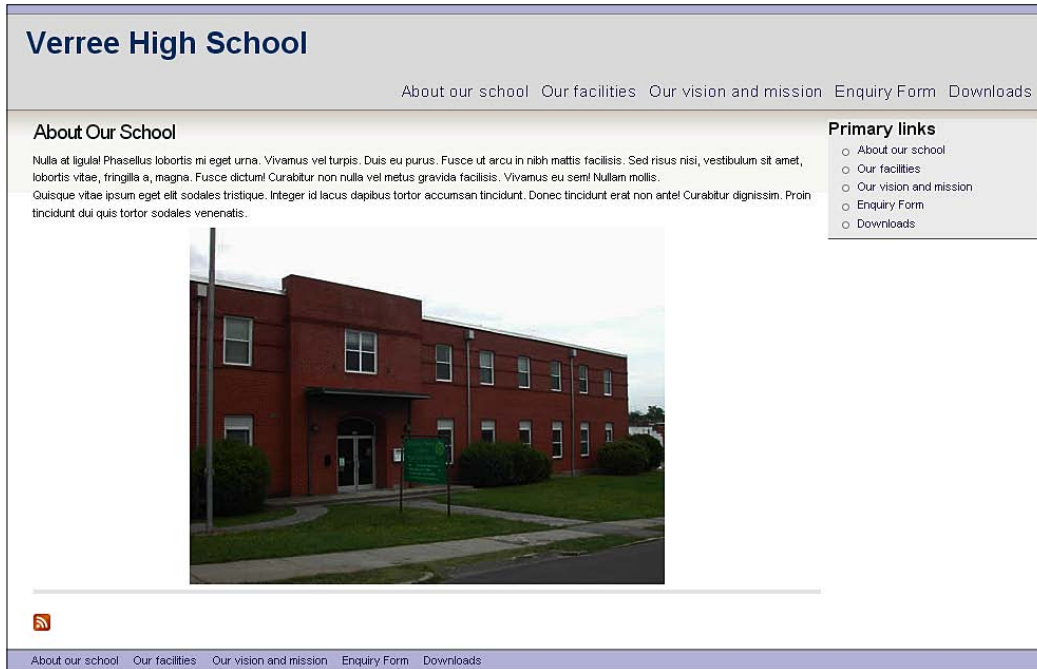 Verree High School
About our school Our facilities Our vision and mission Enquiry Form Downloads
About Our School
Nulla at ligula! Phasellus lobortis mi eget urna. Vivamus vel turpis. Duis eu purus. Fusce ut arcu in nibh mattis facilisis. Sed risus nisi, vestibulum sit amet,
lobortis vitae, fringilla a, magna. Fusce dictum! Curabitur non nulla vel metus gravida facilisis. Vivamus eu sem! Nullam mollis.
Quisque vitae ipsum eget elit sodales tristique. Integer id lacus dapibus tortor accumsan tincidunt. Donec tincidunt erat non ante! Curabitur dignissim. Proin
tincidunt dui quis tortor sodales venenatis.
Primary links
About our school
Our facilities
Our vision and mission
Enquiry Form
Downloads
About our school Our facilities Our vision and mission Enquiry Form Downloads